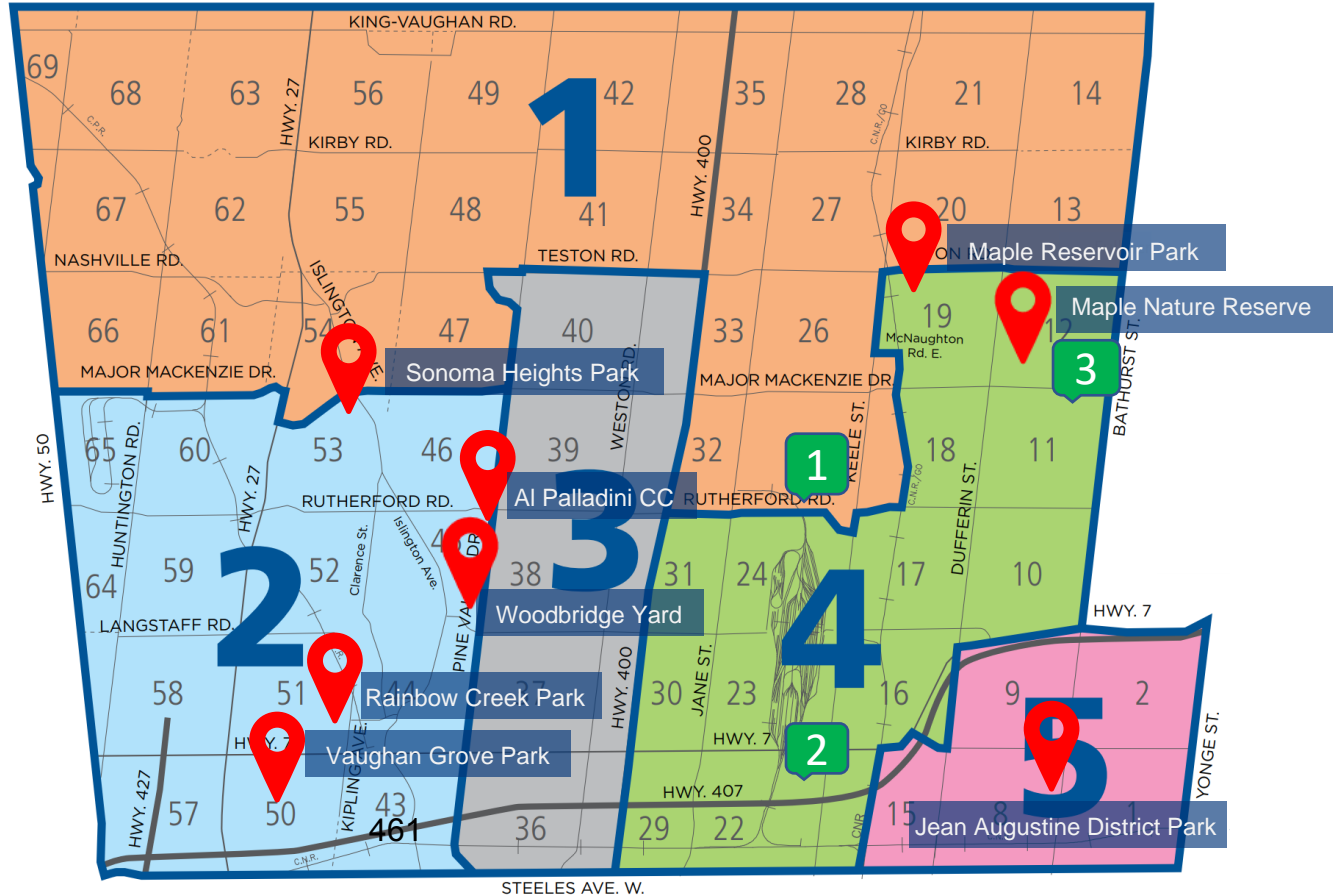 KING-VAUGHAN RD.
69
68
63
HWY. 27
56
49
42
35
28
21
14
C.P.R.
1
C.N.R./GO
KIRBY RD.
KIRBY RD.
HWY. 400
67
62
55
48
41
34
27
20
13
NASHVILLE RD.
TESTON RD.
ON
Maple Reservoir Park
ISLINGTON AVE.
Maple Nature Reserve
66
61
54
47
40
33
26
19
12
McNaughton
Rd. E.
3
BATHURST ST.
MAJOR MACKENZIE DR.
Sonoma Heights Park
WESTON RD.
MAJOR MACKENZIE DR.
HWY. 50
65
HUNTINGTON RD.
60
HWY. 27
53
46
39
32
1
KEELE ST.
18
11
RUTHERFORD RD.
Al Palladini CC
RUTHERFORD RD.
C.N.R./GO
DUFFERIN ST.
64
59
2
52
Clarence St.
Islington Ave.
PINE VA
DR
38
3
31
24
4
17
10
LANGSTAFF RD.
Woodbridge Yard
HWY. 7
58
51
44
Rainbow Creek Park
37
HWY. 400
30
JANE ST.
23
16
9
2
5
YONGE ST.
HWY. 7
Vaughan Grove Park
HWY. 7
2
HWY. 427
57
50
KIPLING AVE.
43
461
HWY. 407
36
29
22
CNR
15
8
1
Jean Augustine District Park
C.N.R.
STEELES AVE. W.